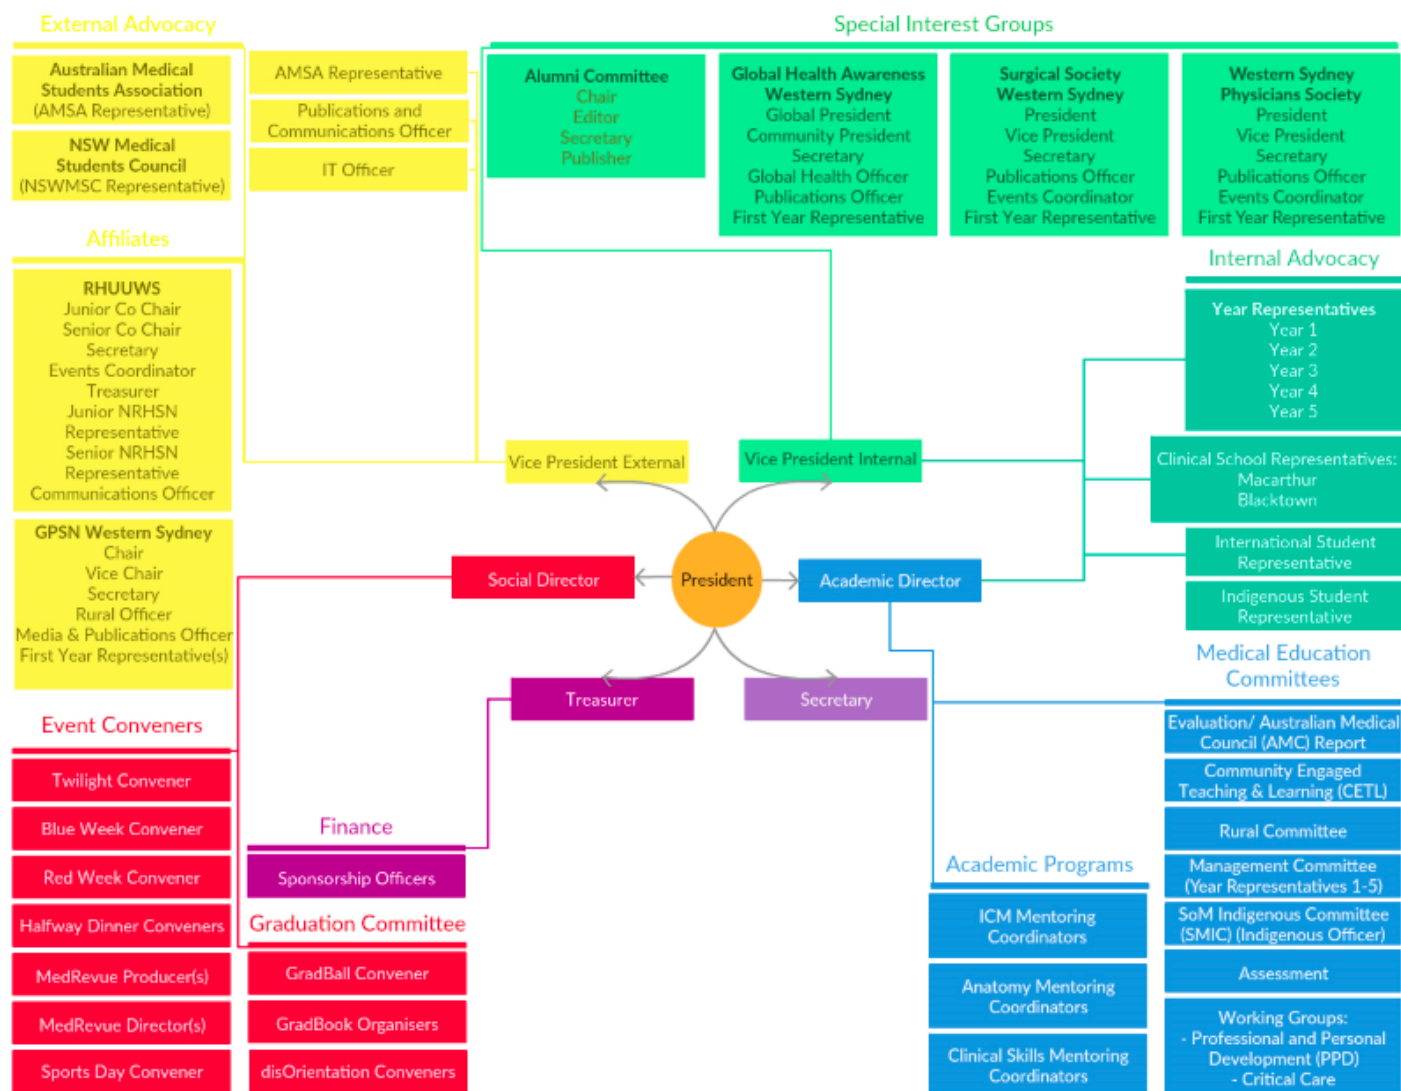 External Advocacy
Australian Medical
Students Association
(AMSA Representative)
NSW Medical
Students Council
(NSWMSC Representative)
AMSA Representative
Publications and
Communications Officer
IT Officer
Special Interest Groups
Alumni Committee
Chair
Editor
Secretary
Publisher
Global Health Awareness
Western Sydney
Global President
Community President
Secretary
Global Health Officer
Publications Officer
First Year Representative
Surgical Society
Western Sydney
President
Vice President
Secretary
Publications Officer
Events Coordinator
First Year Representative
Western Sydney
Physicians Society
President
Vice President
Secretary
Publications Officer
Events Coordinator
First Year Representative
Affiliates
RHUUWS
Junior Co Chair
Senior Co Chair
Secretary
Events Coordinator
Treasurer
Junior NRHSN
Representative
Senior NRHSN
Representative
Communications Officer
GPSN Western Sydney
Chair
Vice Chair
Secretary
Rural Officer
Media & Publications Officer
First Year Representative(s)
Internal Advocacy
Year Representatives
Year 1
Year 2
Year 3
Year 4
Year 5
Clinical School Representatives:
Macarthur
Blacktown
International Student
Representative
Indigenous Student
Representative
Vice President External
Vice President Internal
Social Director
President
Academic Director
Treasurer
Secretary
Event Conveners
Twilight Convener
Blue Week Convener
Red Week Convener
Halfway Dinner Conveners
MedRevue Producer(s)
MedRevue Director(s)
Sports Day Convener
Finance
Sponsorship Officers
Graduation Committee
GradBall Convener
GradBook Organisers
disOrientation Conveners
Academic Programs
ICM Mentoring
Coordinators
Anatomy Mentoring
Coordinators
Clinical Skills Mentoring
Coordinators
Medical Education
Committees
Evaluation/ Australian Medical
Council (AMC) Report
Community Engaged
Teaching & Learning (CETL)
Rural Committee
Management Committee
(Year Representatives 1-5)
SoM Indigenous Committee
(SMIC) (Indigenous Officer)
Assessment
Working Groups:
- Professional and Personal
Development (PPD)
- Critical Care